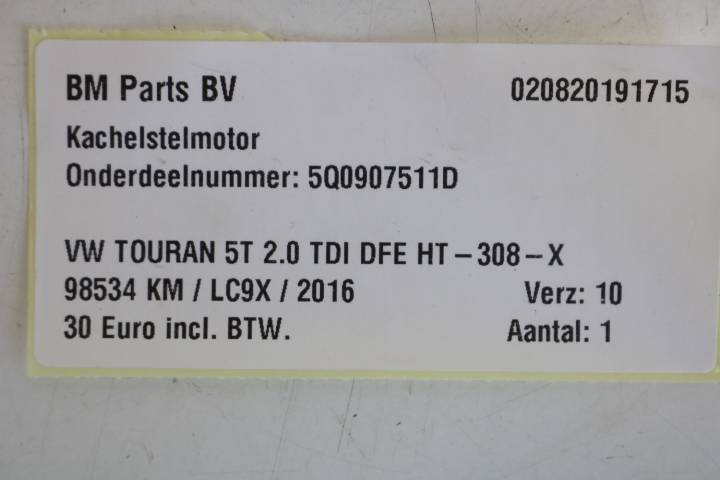 BM Parts BV 020820191715
Kachelstelmotor
Onderdeelnummer: 5Q0907511D
VW TOURAN 5T 2.0 TDI DFE HT-308-X
98534 KM / LC9X / 2016 Verz: 10
30 Euro incl. BTW. Aantal: 1